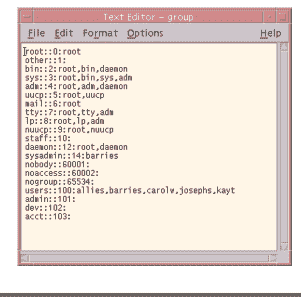 Text Editor - group
File Edit Format Options Help
root::0:root
other::1:
bin::2:root,bin,daemon
sys::3:root,bin,sys,adm
adm::4:root,adm,daemon
uucp::5:root,uucp
mail::6:root
tty::7:root,tty,adm
lp::8:root,lp,adm
nuucp::9:root,nuucp
staff::10:
daemon::12:root,daemon
sysadmin::14:barries
nobody::60001:
noaccess::60002:
nogroup::65534:
users::100:allies,barries,carolw,josephs,kayt
admin::101:
dev::102:
acct::103: